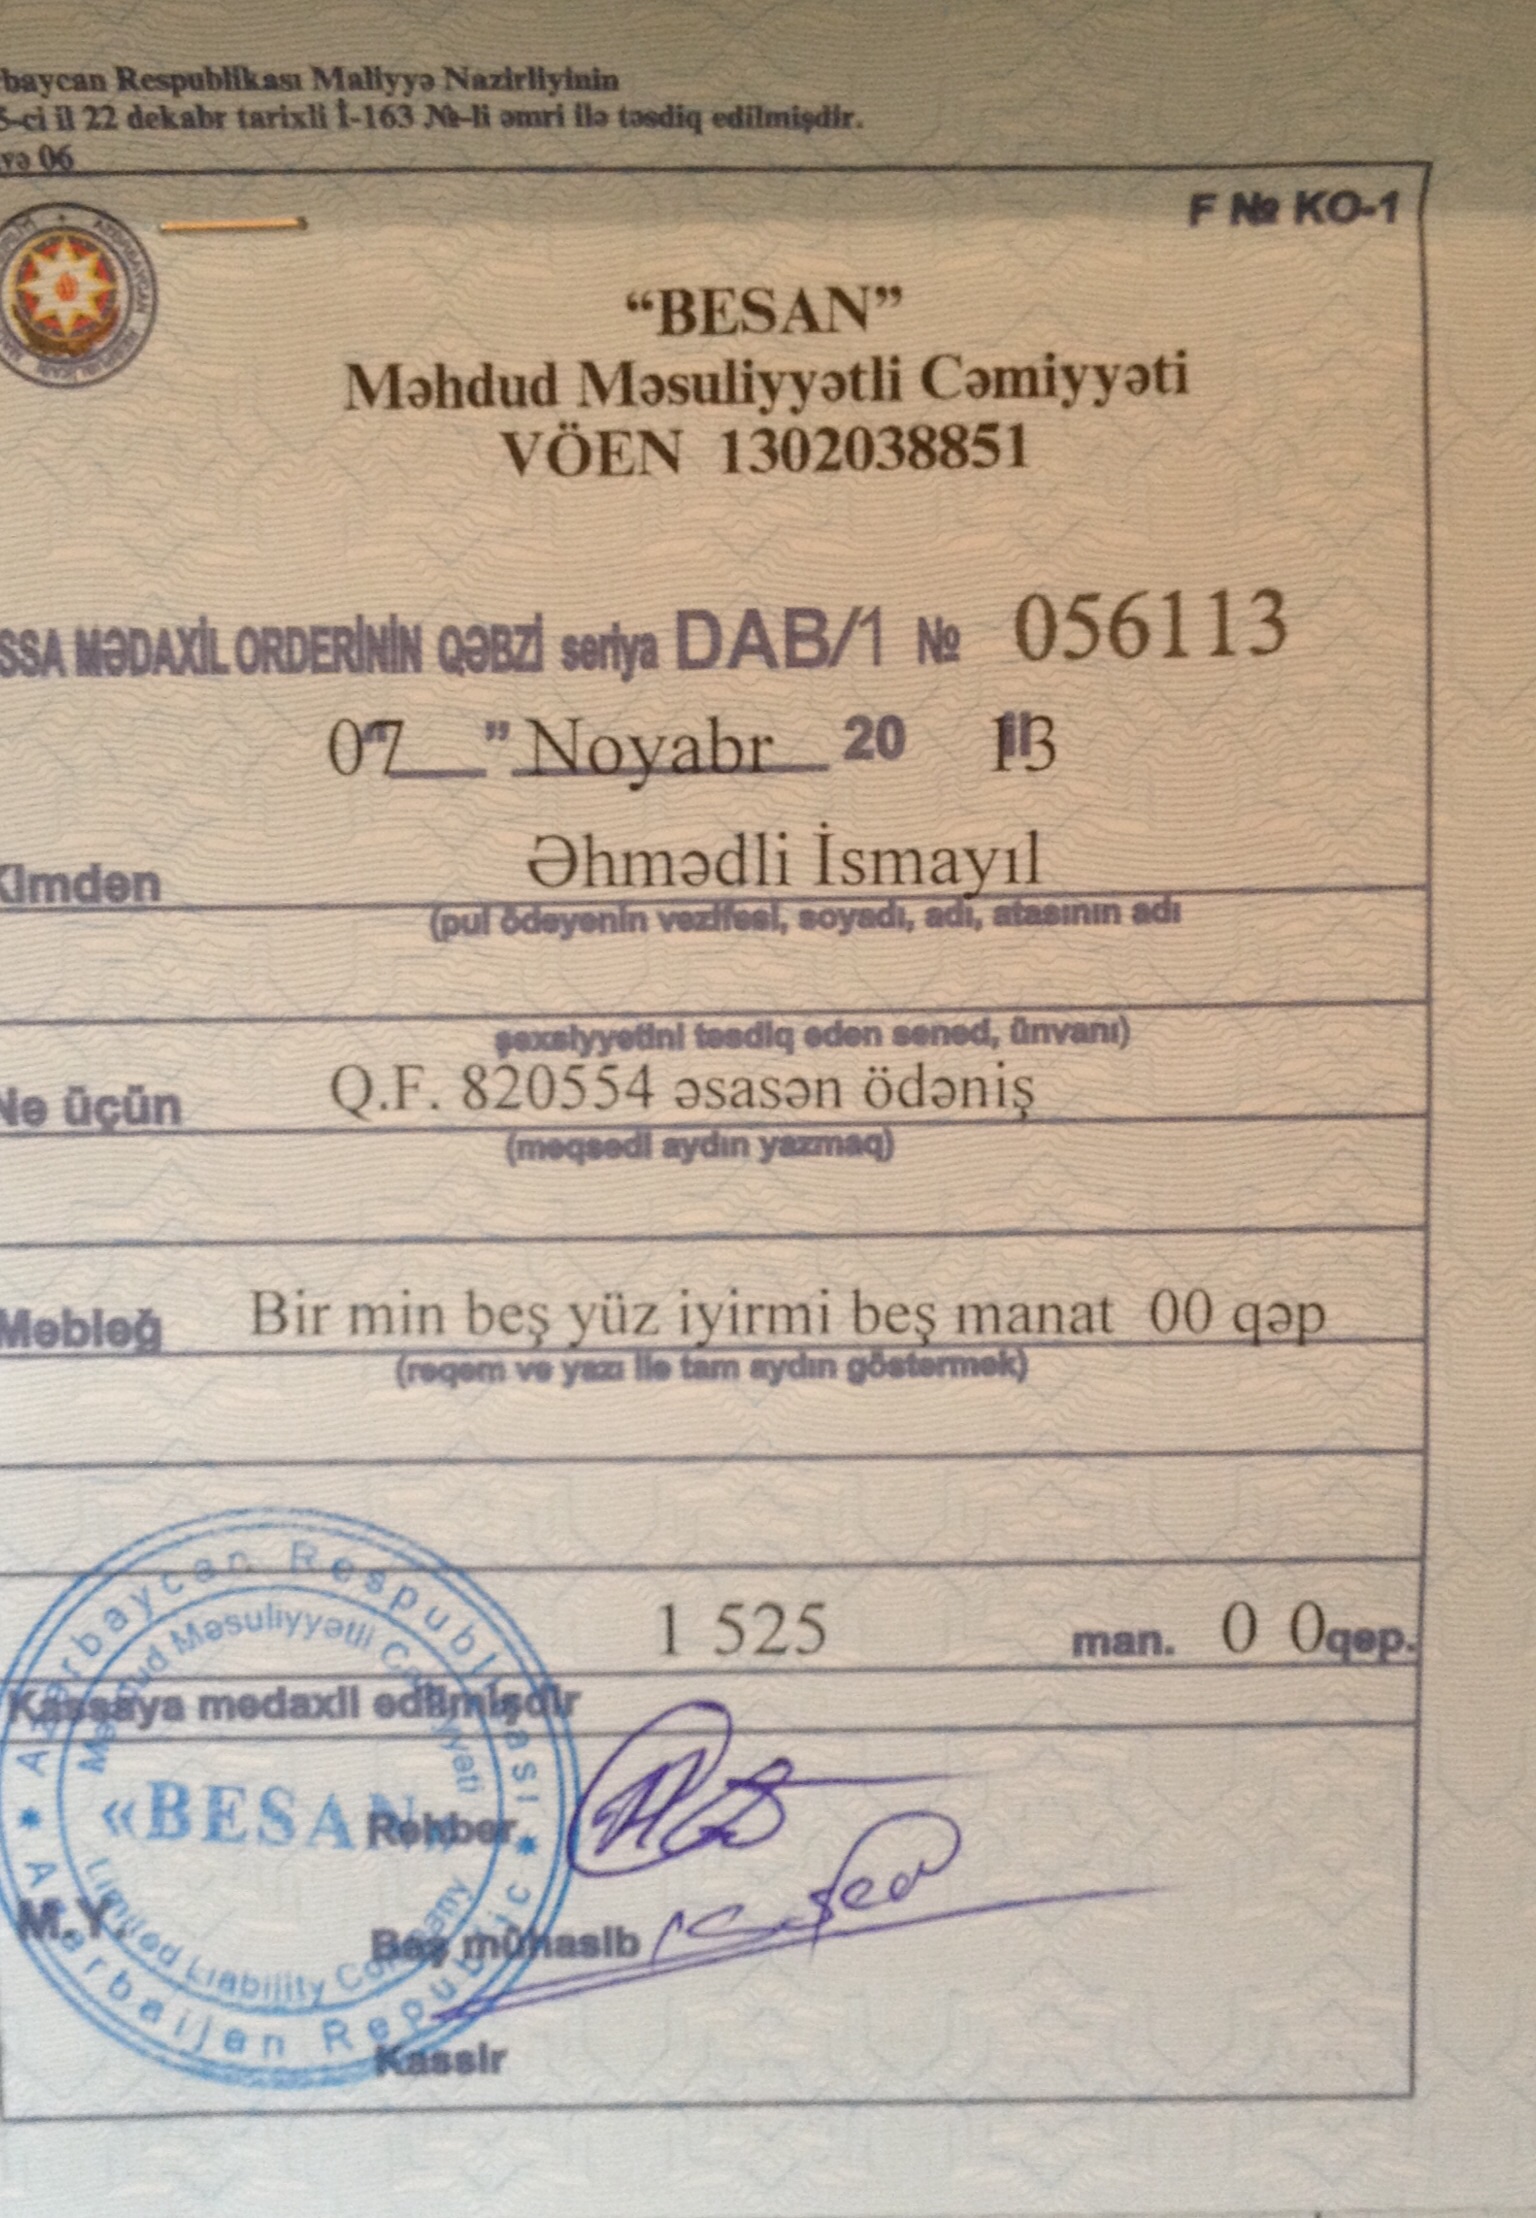 baycan Respublikası Maliyyə Nazirliyinin
5-ci il 22 dekabr tarixli İ-163 №-li əmri ilə təsdiq edilmişdir.
və 06
F № KO-1
“BESAN”
Məhdud Məsuliyyətli Cəmiyyəti
VÖEN 1302038851
SSA MƏDAXİL ORDERİNİN QƏBZİ seriya DAB/1 № 056113
“07” Noyabr 2013 il
Kimdən Əhmədli İsmayıl
(pul ödəyənin vəzifəsi, soyadı, adı, atasının adı
şəxsiyyətini təsdiq edən sənəd, ünvanı)
Nə üçün Q.F. 820554 əsasən ödəniş
(məqsədi aydın yazmaq)
Məbləğ Bir min beş yüz iyirmi beş manat 00 qəp
(rəqəm və yazı ilə tam aydın göstərmək)
1 525 man. 0 0 qəp.
Kassaya mədaxil edilmişdir
Azərbaycan Respublikası
Məhdud Məsuliyyətli Cəmiyyəti
«BESAN»
Limited Liability Company
Azərbaijan Republic
Rəhbər
M.Y.
Baş mühasib
Kassir